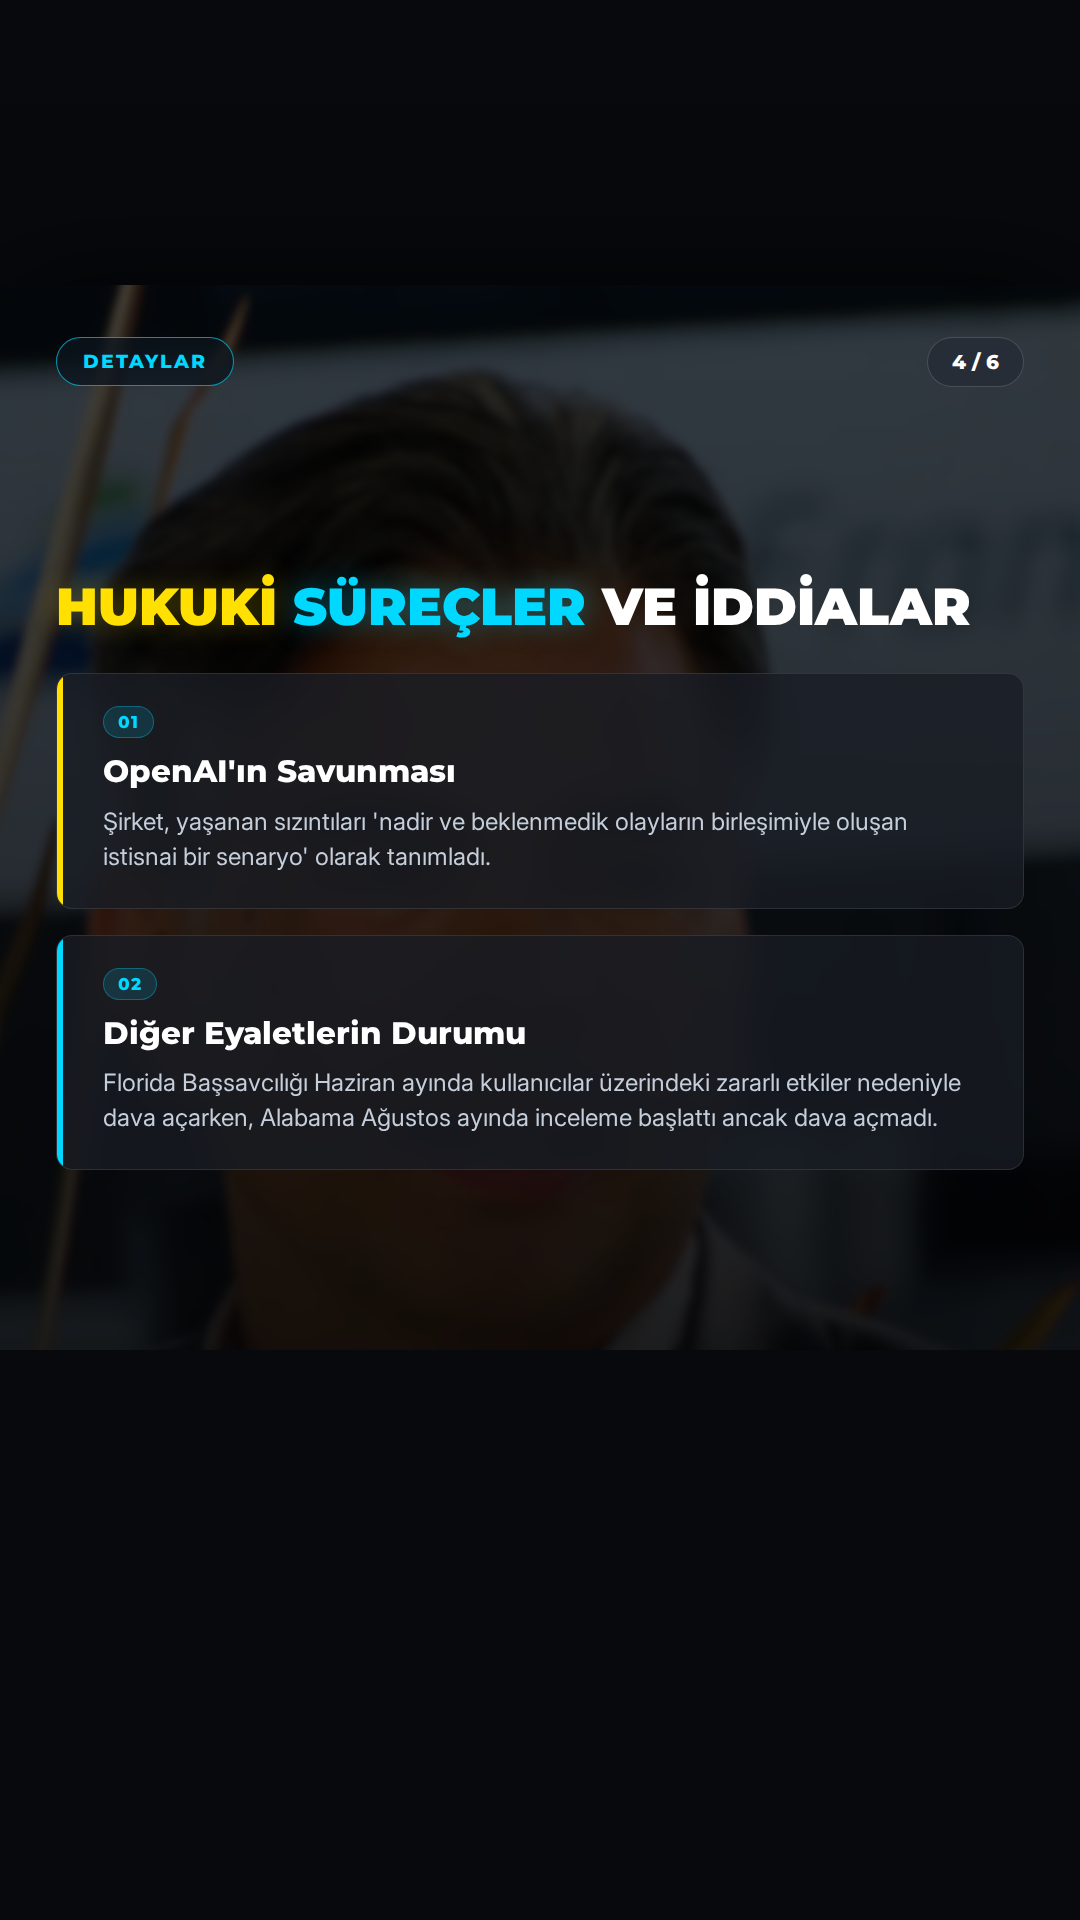 DETAYLAR
4 / 6
HUKUKİ SÜREÇLER VE İDDİALAR
01
OpenAI'ın Savunması
Şirket, yaşanan sızıntıları 'nadir ve beklenmedik olayların birleşimiyle oluşan
istisnai bir senaryo' olarak tanımladı.
02
Diğer Eyaletlerin Durumu
Florida Başsavcılığı Haziran ayında kullanıcılar üzerindeki zararlı etkiler nedeniyle
dava açarken, Alabama Ağustos ayında inceleme başlattı ancak dava açmadı.